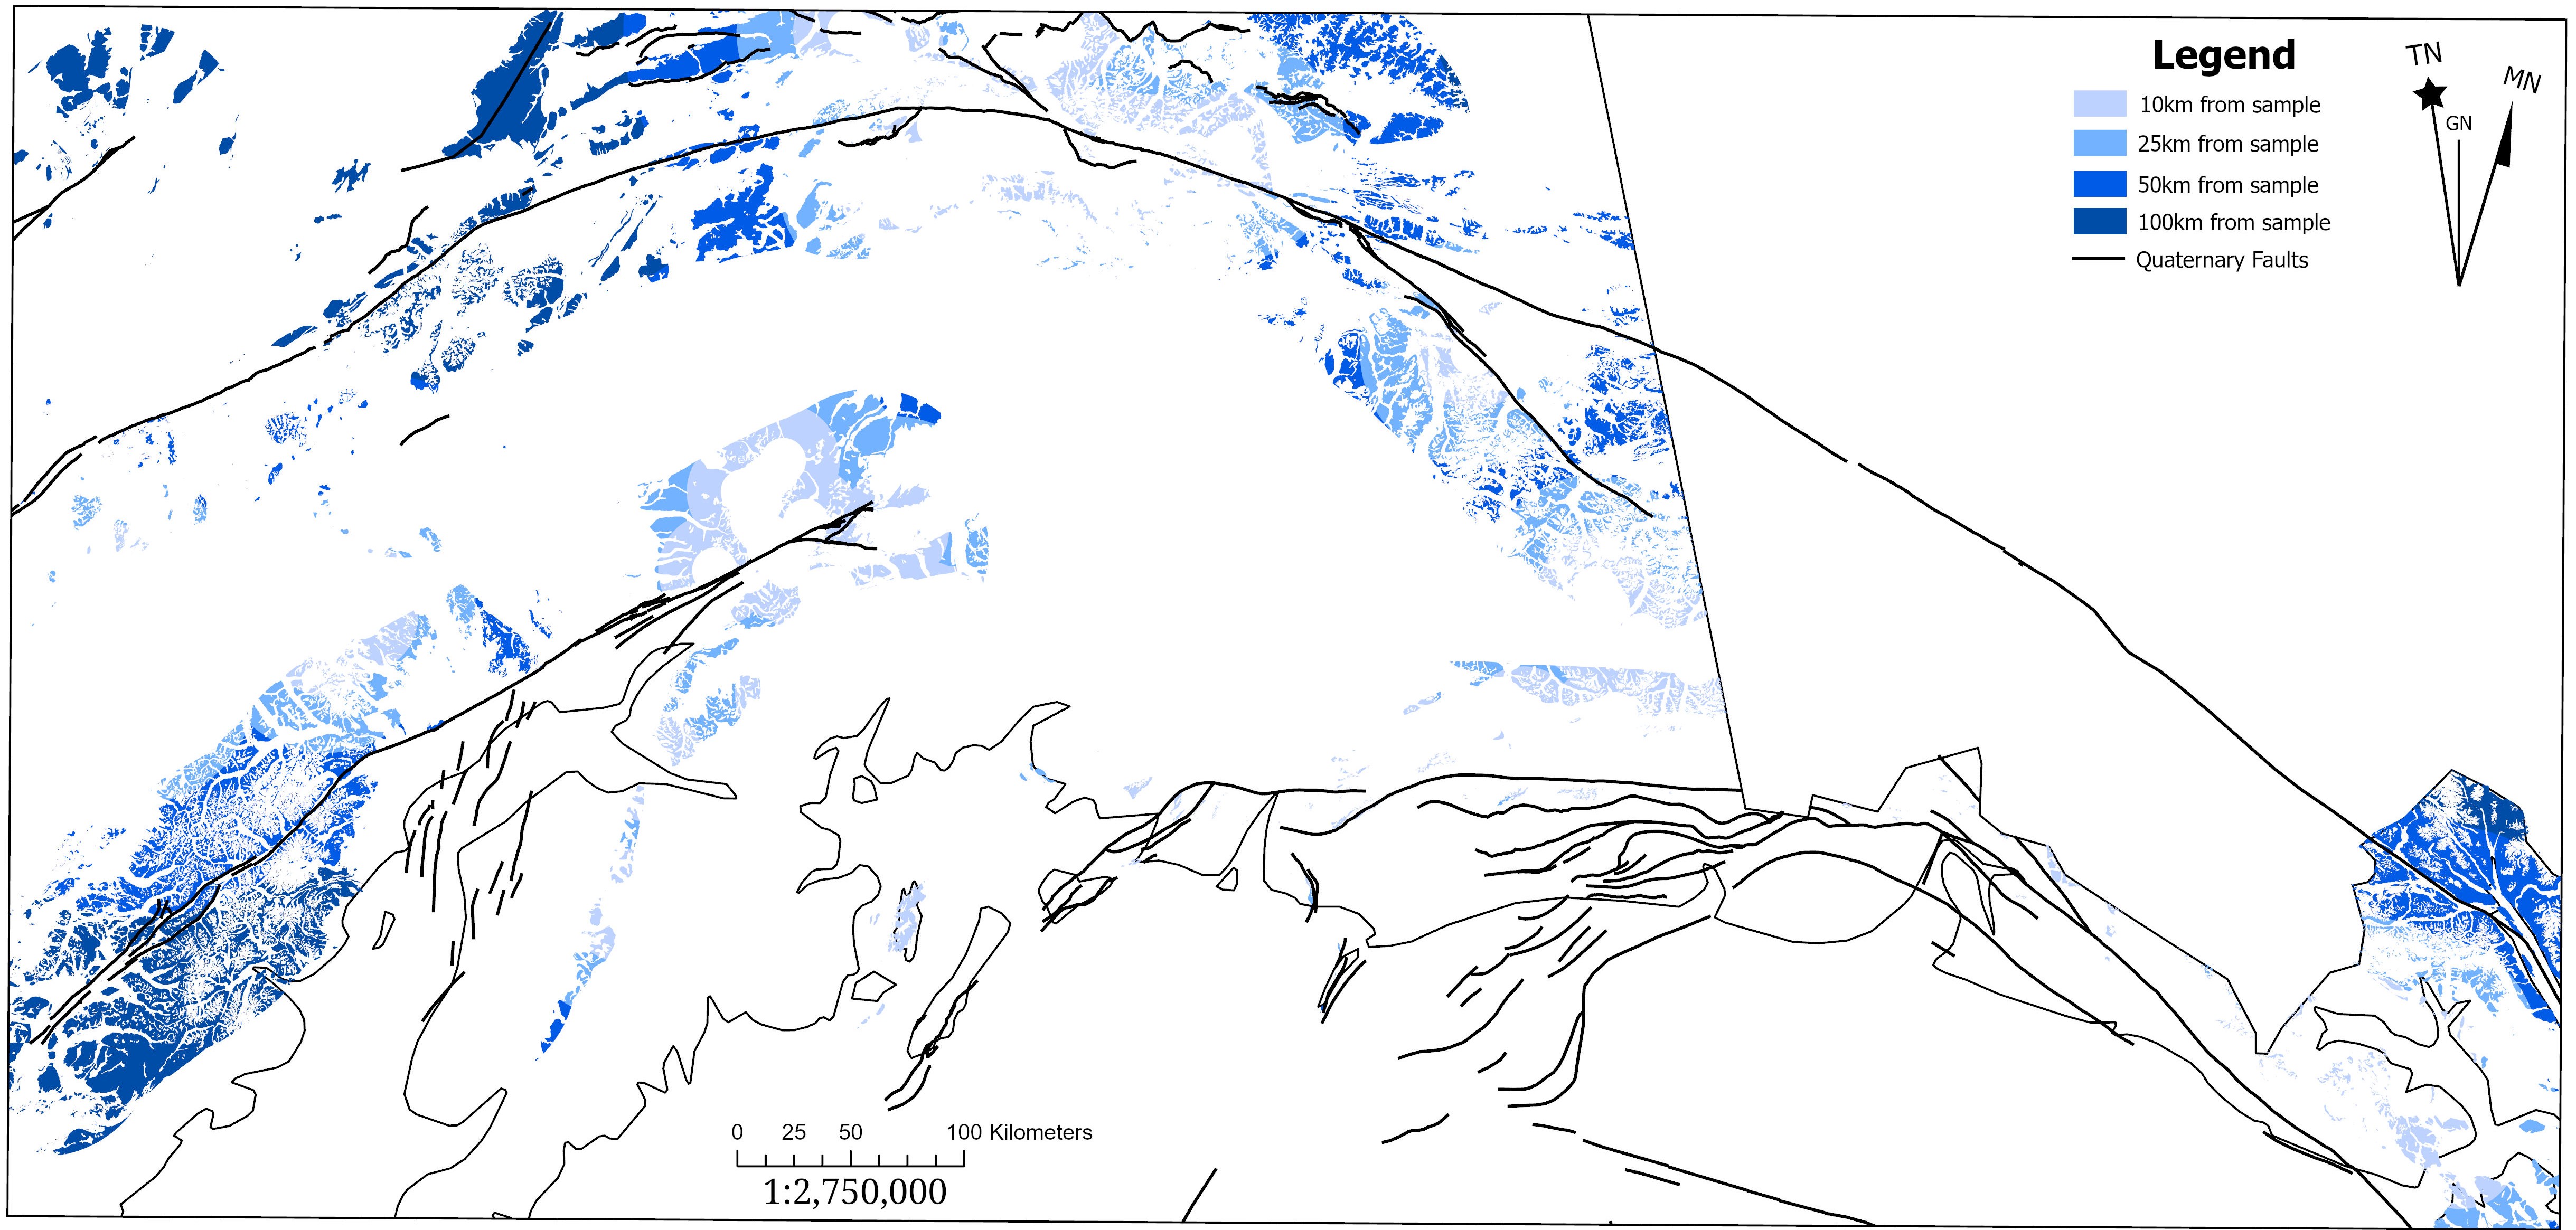 Legend
10km from sample
25km from sample
50km from sample
100km from sample
Quaternary Faults
TN
MN
GN
0 25 50 100 Kilometers
1:2,750,000